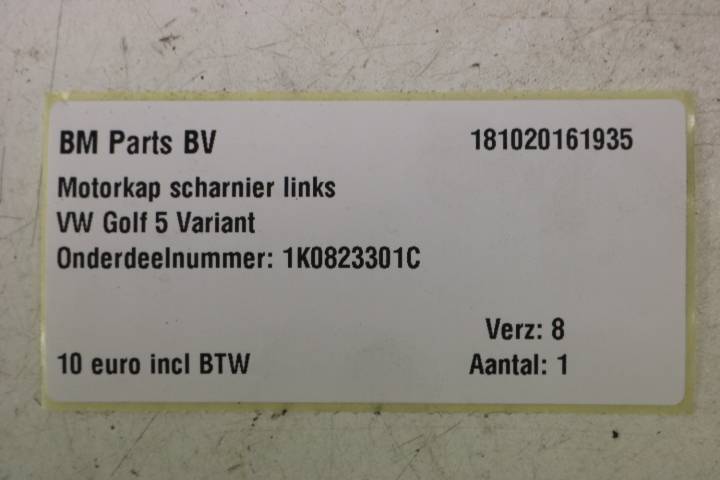 BM Parts BV 181020161935
Motorkap scharnier links
VW Golf 5 Variant
Onderdeelnummer: 1K0823301C
Verz: 8
10 euro incl BTW Aantal: 1